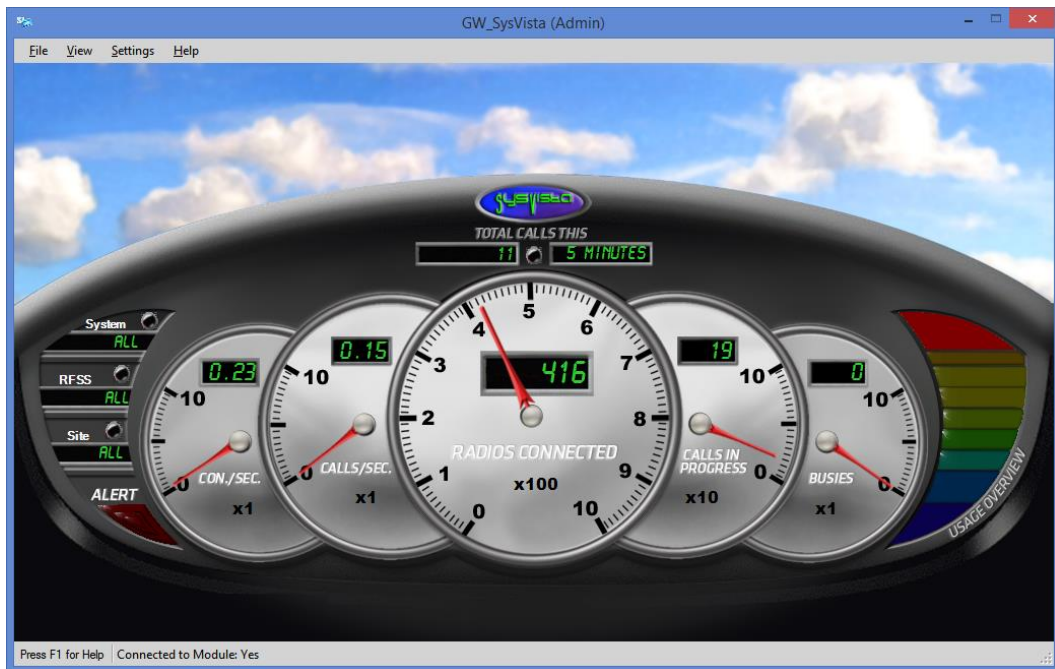 GW_SysVista (Admin)
File View Settings Help
sysvista
TOTAL CALLS THIS
11 5 MINUTES
System
ALL
RFSS
ALL
Site
ALL
ALERT
0.23
10
0
CON./SEC.
x1
0.15
10
0
CALLS/SEC.
x1
416
0
1
2
3
4
5
6
7
8
9
10
RADIOS CONNECTED
x100
19
10
0
CALLS IN
PROGRESS
x10
0
10
0
BUSIES
x1
USAGE OVERVIEW
Press F1 for Help Connected to Module: Yes